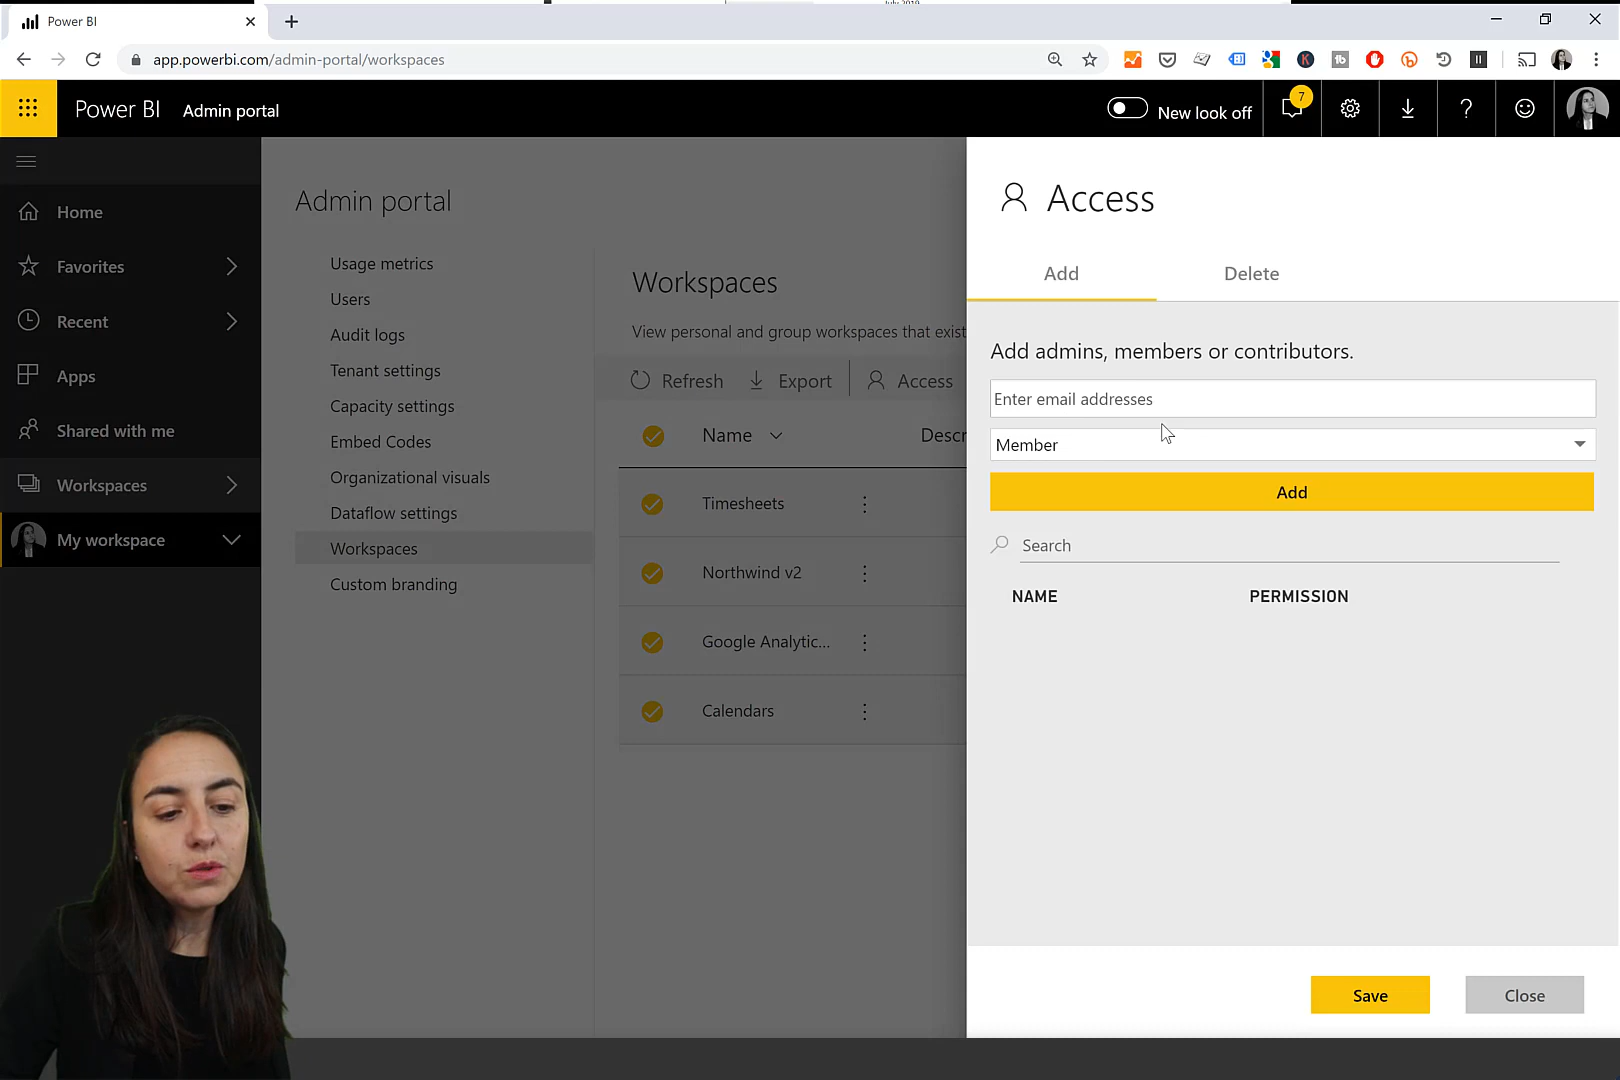 July 2019
Power BI
app.powerbi.com/admin-portal/workspaces
Power BI Admin portal
New look off
7
Home
Favorites
Recent
Apps
Shared with me
Workspaces
My workspace
Admin portal
Usage metrics
Users
Audit logs
Tenant settings
Capacity settings
Embed Codes
Organizational visuals
Dataflow settings
Workspaces
Custom branding
Workspaces
View personal and group workspaces that exist
Refresh Export Access
Name Descr
Timesheets
Northwind v2
Google Analytic...
Calendars
Access
Add Delete
Add admins, members or contributors.
Enter email addresses
Member
Add
Search
NAME PERMISSION
Save Close